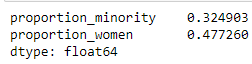 proportion_minority    0.324903
proportion_women       0.477260
dtype: float64